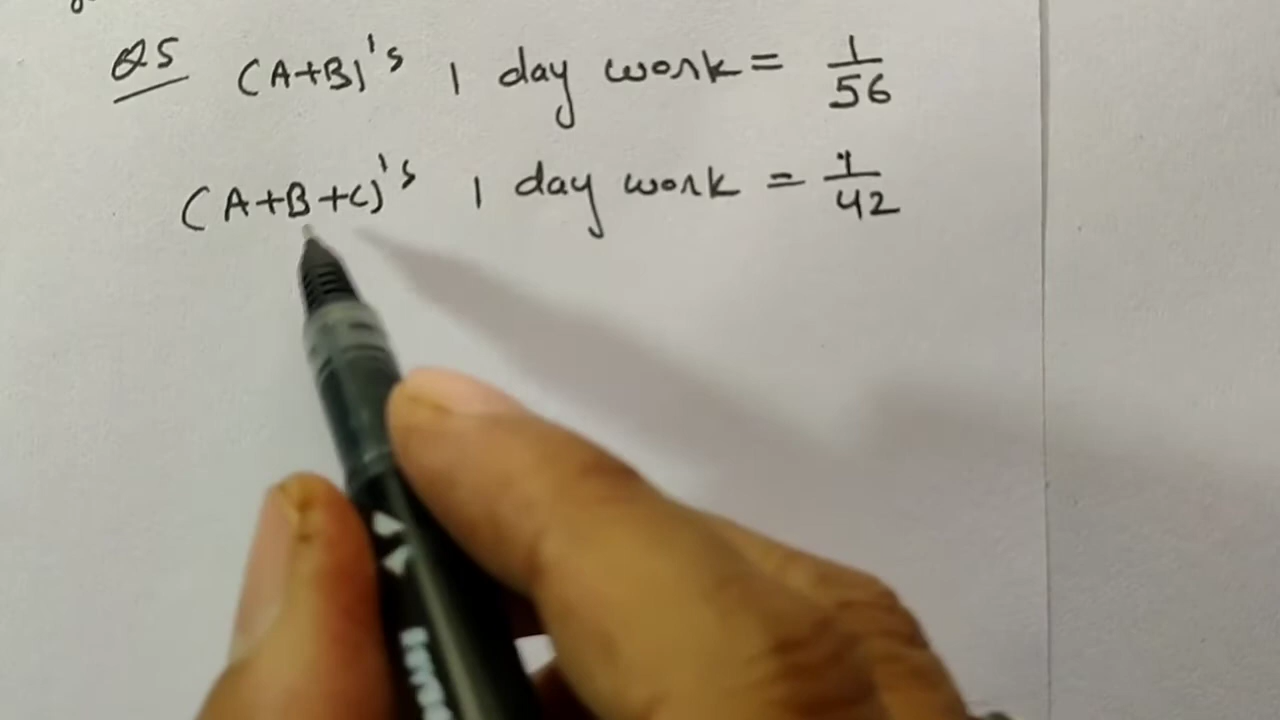 Q5 (A+B)'s 1 day work = 1/56
(A+B+C)'s 1 day work = 1/42